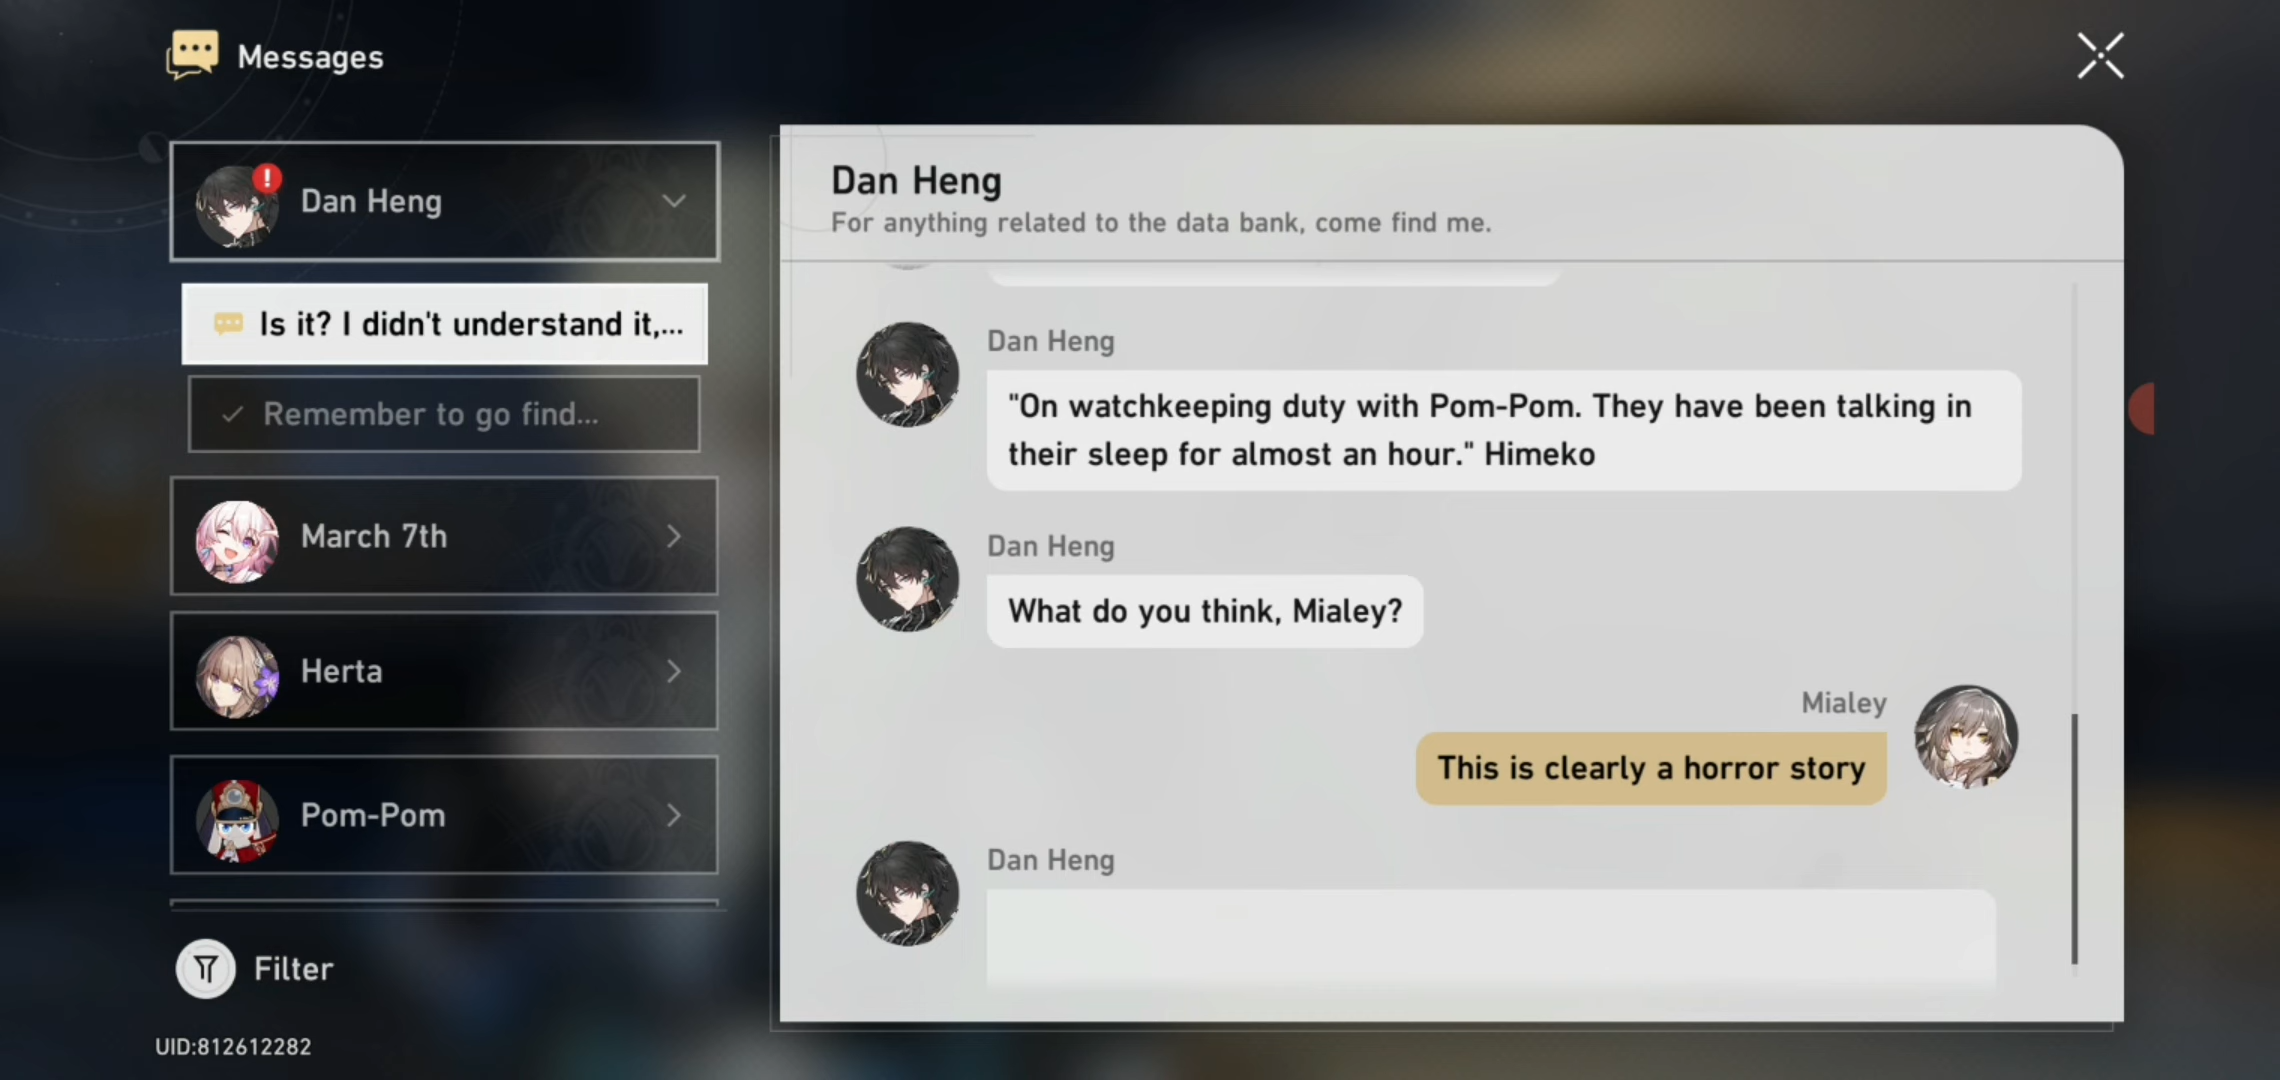 Messages
Dan Heng
Is it? I didn't understand it,...
Remember to go find...
March 7th
Herta
Pom-Pom
Filter
UID:812612282
Dan Heng
For anything related to the data bank, come find me.
Dan Heng
"On watchkeeping duty with Pom-Pom. They have been talking in
their sleep for almost an hour." Himeko
Dan Heng
What do you think, Mialey?
Mialey
This is clearly a horror story
Dan Heng